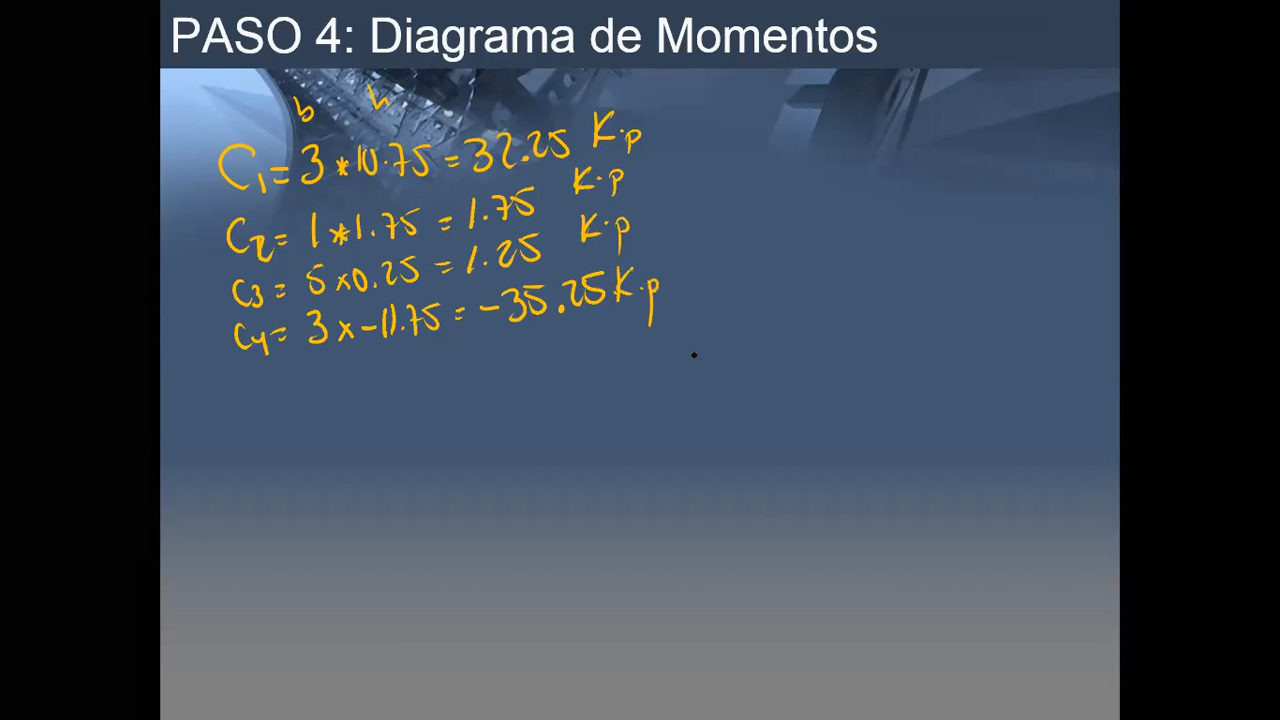 PASO 4: Diagrama de Momentos
b h
C1 = 3 * 10.75 = 32.25 K.p
C2 = 1 * 1.75 = 1.75 K.p
C3 = 5 x 0.25 = 1.25 K.p
C4 = 3 x -11.75 = -35.25 K.p